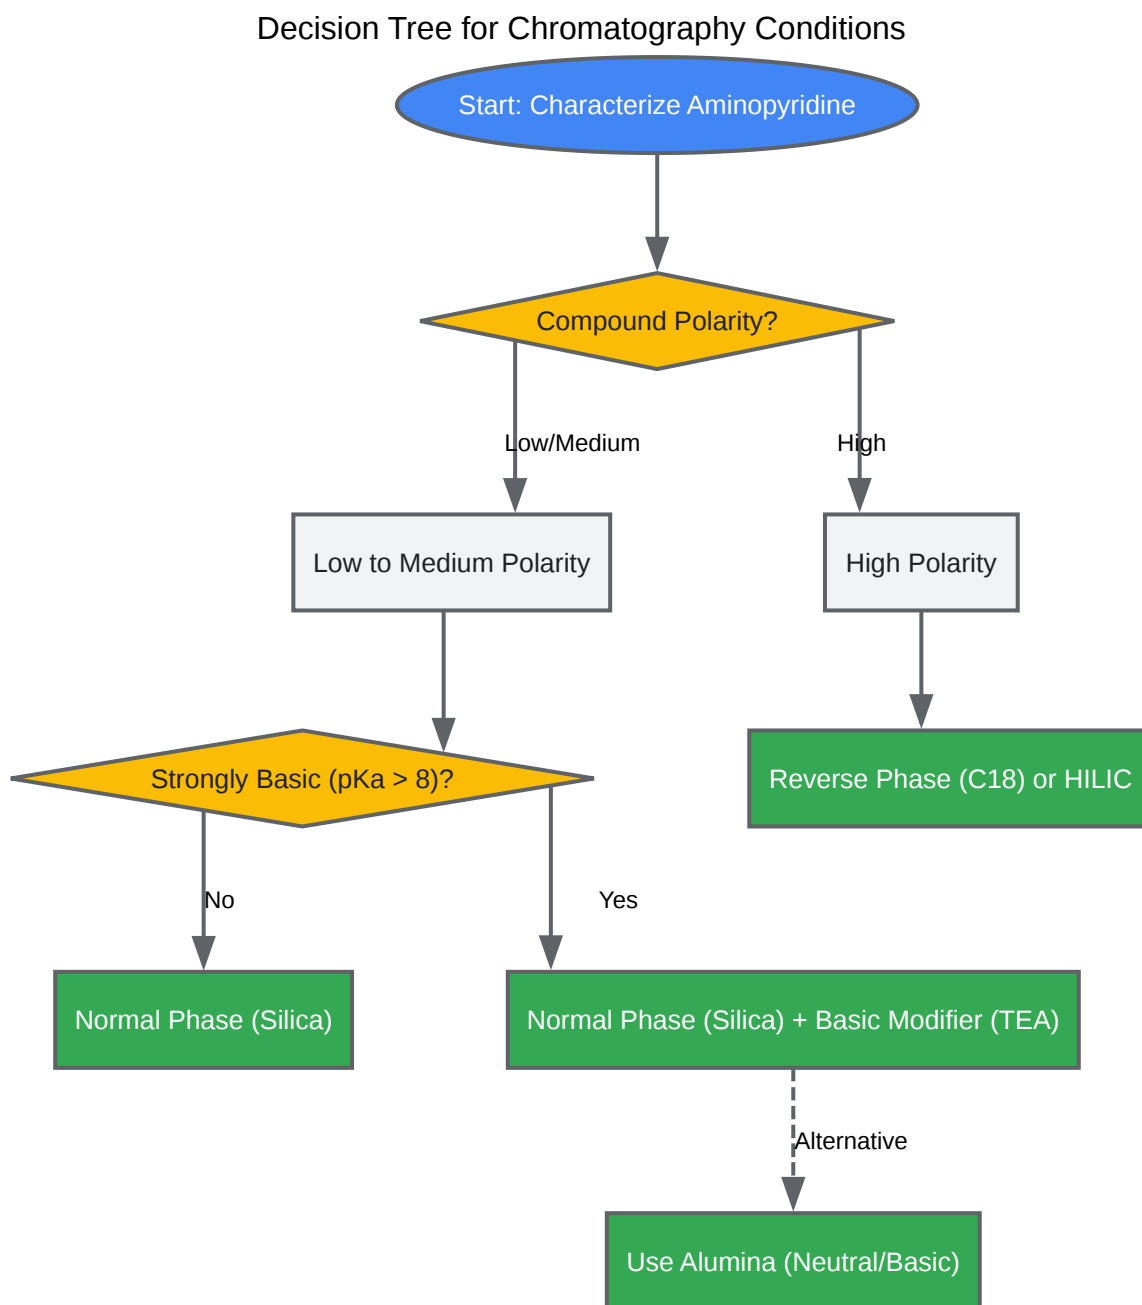 Decision Tree for Chromatography Conditions
Start: Characterize Aminopyridine
Compound Polarity?
Low/Medium
High
Low to Medium Polarity
High Polarity
Strongly Basic (pKa > 8)?
Reverse Phase (C18) or HILIC
No
Yes
Normal Phase (Silica)
Normal Phase (Silica) + Basic Modifier (TEA)
Alternative
Use Alumina (Neutral/Basic)